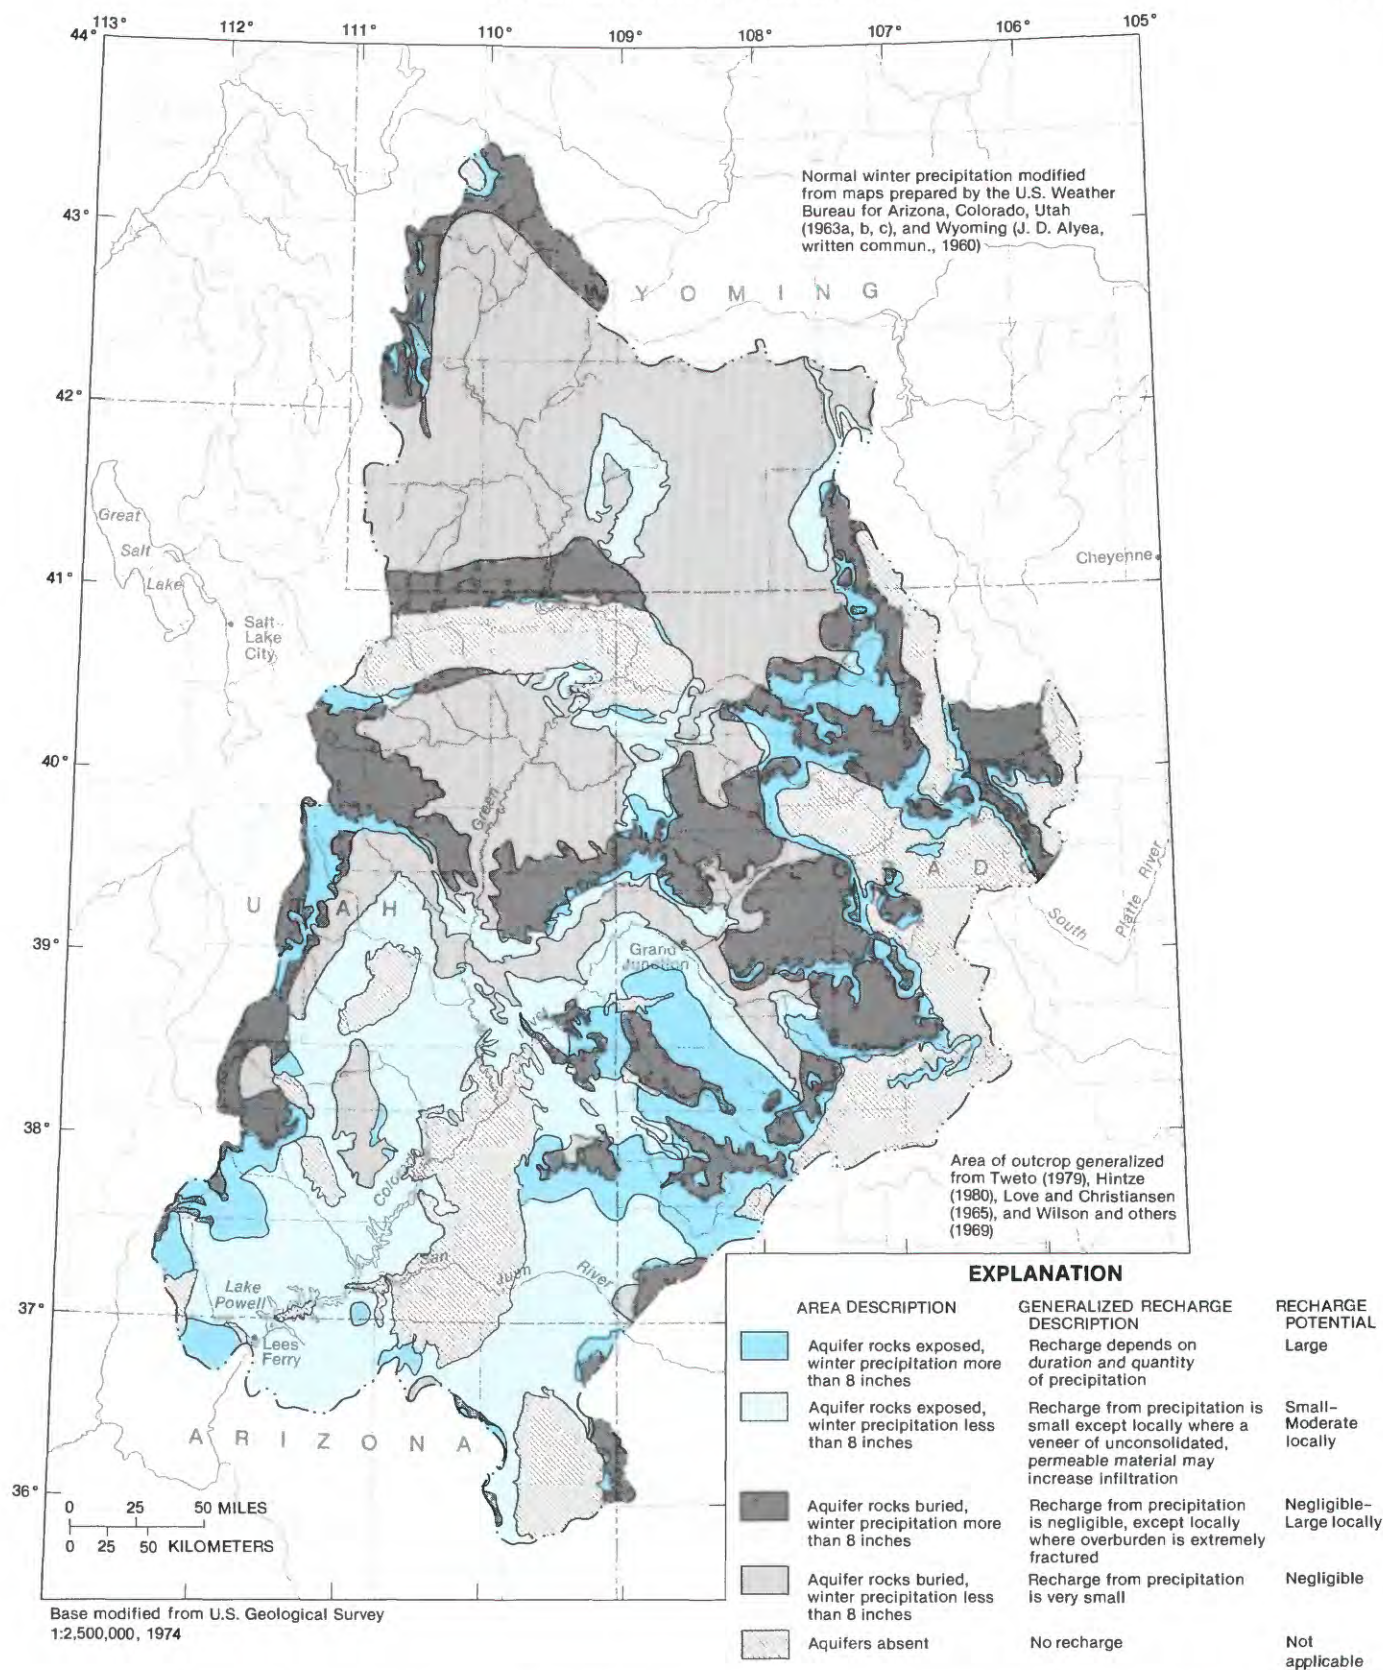 113° 112° 111° 110° 109° 108° 107° 106° 105°
44°
Normal winter precipitation modified
from maps prepared by the U.S. Weather
Bureau for Arizona, Colorado, Utah
(1963a, b, c), and Wyoming (J. D. Alyea,
written commun., 1960)
43°
WYOMING
42°
Great
Salt
Lake
Cheyenne
41°
Salt
Lake
City
40°
Green
UTAH
South
Platte River
39°
Grand
Junction
38°
Area of outcrop generalized
from Tweto (1979), Hintze
(1980), Love and Christiansen
(1965), and Wilson and others
(1969)
Colorado
San Juan River
Lake
Powell
37°
Lees
Ferry
ARIZONA
36°
0 25 50 MILES
0 25 50 KILOMETERS
Base modified from U.S. Geological Survey
1:2,500,000, 1974
EXPLANATION
AREA DESCRIPTION GENERALIZED RECHARGE RECHARGE
DESCRIPTION POTENTIAL
Aquifer rocks exposed, Recharge depends on Large
winter precipitation more duration and quantity
than 8 inches of precipitation
Aquifer rocks exposed, Recharge from precipitation is Small–
winter precipitation less small except locally where a Moderate
than 8 inches veneer of unconsolidated, locally
permeable material may
increase infiltration
Aquifer rocks buried, Recharge from precipitation Negligible–
winter precipitation more is negligible, except locally Large locally
than 8 inches where overburden is extremely
fractured
Aquifer rocks buried, Recharge from precipitation Negligible
winter precipitation less is very small
than 8 inches
Aquifers absent No recharge Not
applicable